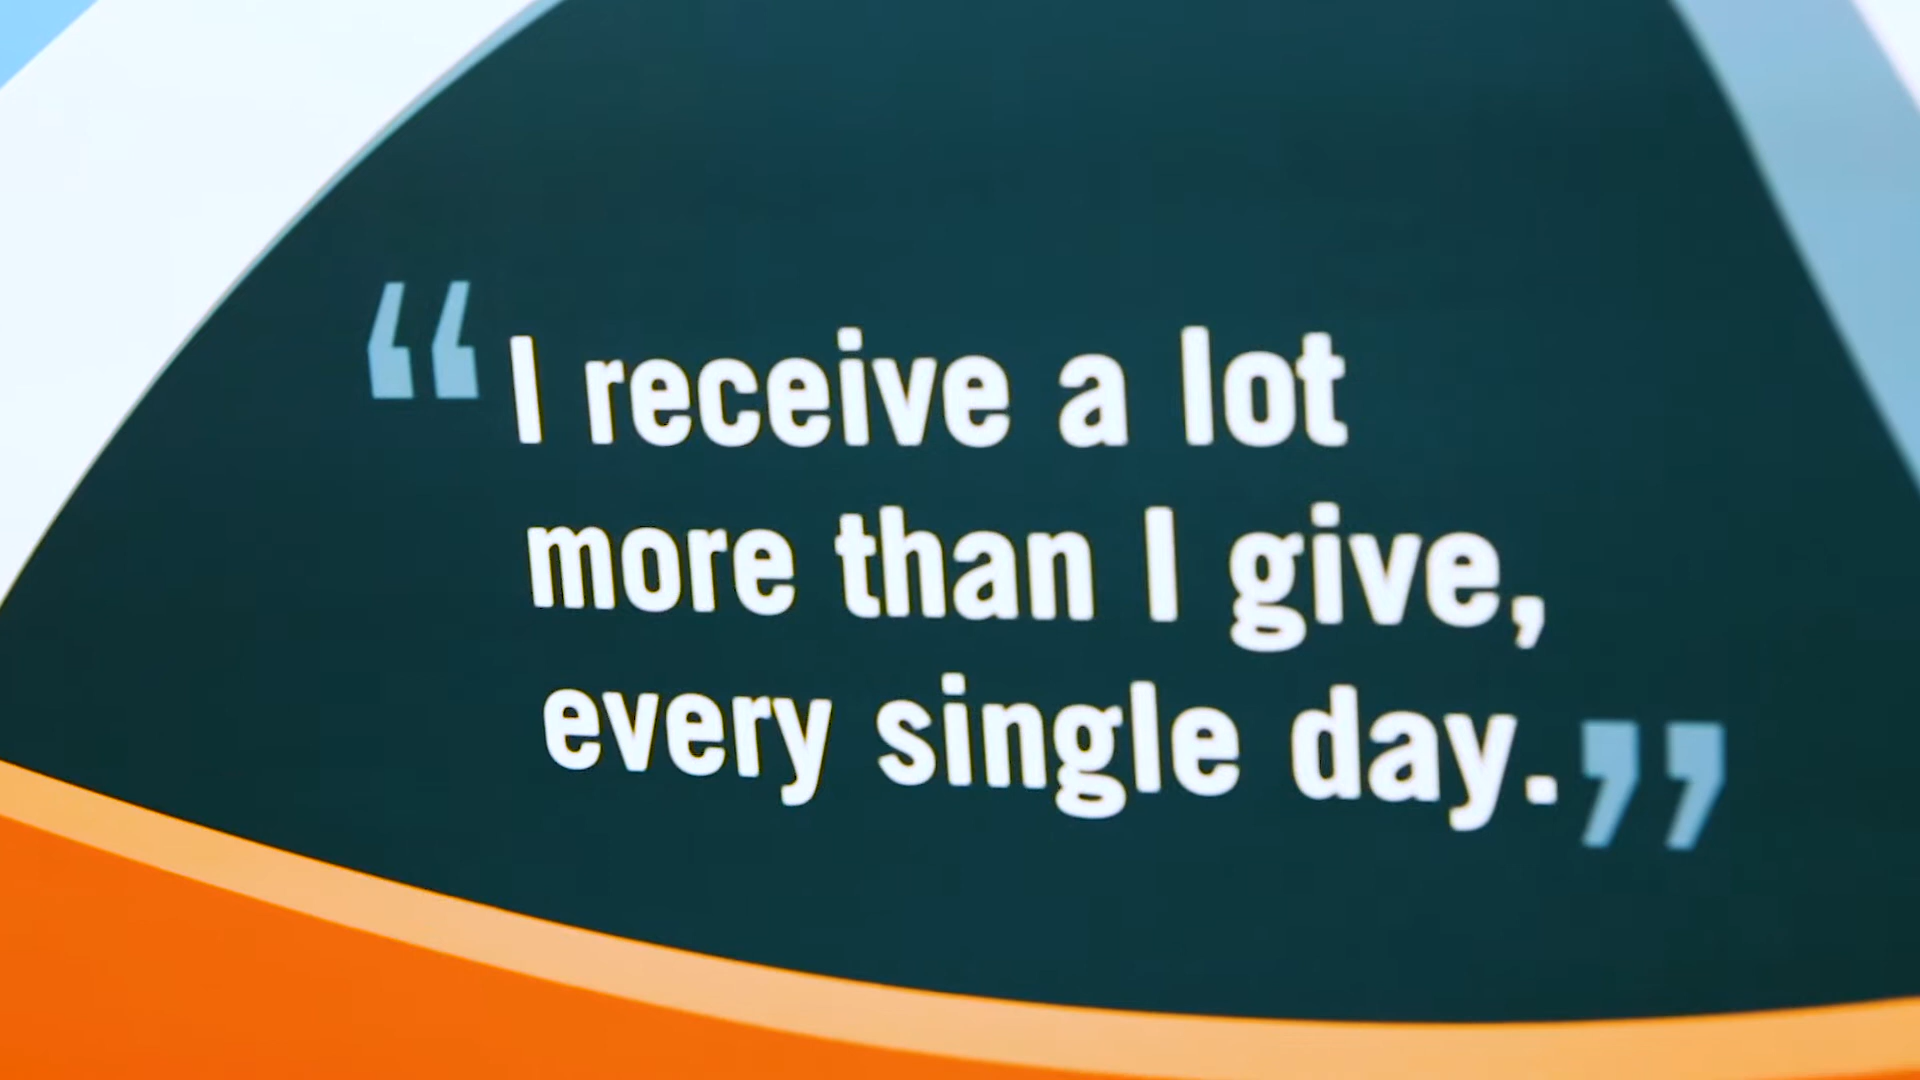 “I receive a lot
more than I give,
every single day.”